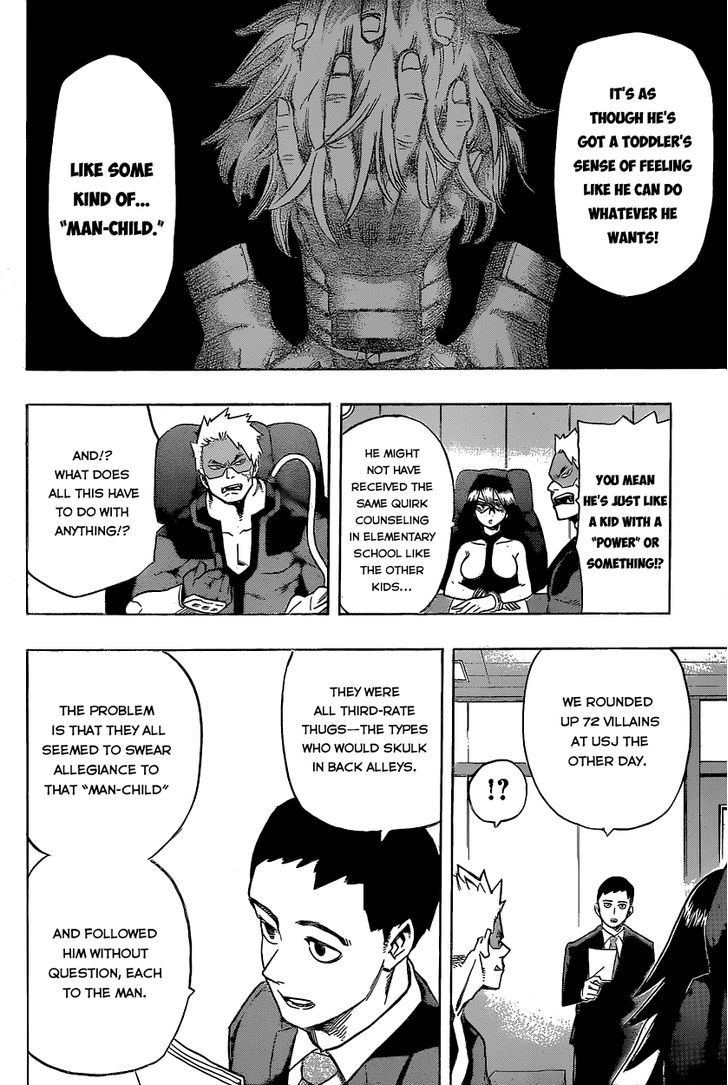 IT'S AS
THOUGH HE'S
GOT A TODDLER'S
SENSE OF FEELING
LIKE HE CAN DO
WHATEVER HE
WANTS!
LIKE SOME
KIND OF...
"MAN-CHILD."
YOU MEAN
HE'S JUST LIKE
A KID WITH A
"POWER" OR
SOMETHING!?
HE MIGHT
NOT HAVE
RECEIVED THE
SAME QUIRK
COUNSELING IN
ELEMENTARY
SCHOOL LIKE
THE OTHER
KIDS...
AND!?
WHAT DOES
ALL THIS HAVE
TO DO WITH
ANYTHING!?
WE ROUNDED
UP 72 VILLAINS
AT USJ THE
OTHER DAY.
!?
THEY WERE
ALL THIRD-RATE
THUGS--THE TYPES
WHO WOULD SKULK
IN BACK ALLEYS.
THE PROBLEM
IS THAT THEY ALL
SEEMED TO SWEAR
ALLEGIANCE TO
THAT "MAN-CHILD"
AND FOLLOWED
HIM WITHOUT
QUESTION, EACH
TO THE MAN.